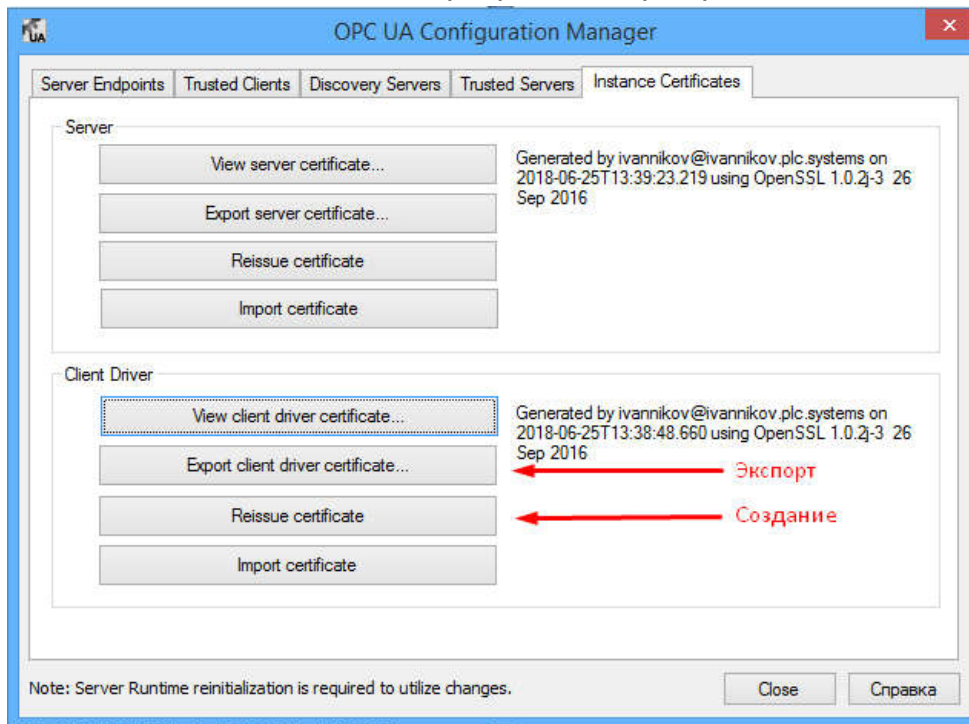 UA
OPC UA Configuration Manager
Server Endpoints
Trusted Clients
Discovery Servers
Trusted Servers
Instance Certificates
Server
View server certificate...
Generated by ivannikov@ivannikov.plc.systems on
2018-06-25T13:39:23.219 using OpenSSL 1.0.2j-3 26
Sep 2016
Export server certificate...
Reissue certificate
Import certificate
Client Driver
View client driver certificate...
Generated by ivannikov@ivannikov.plc.systems on
2018-06-25T13:38:48.660 using OpenSSL 1.0.2j-3 26
Sep 2016
Export client driver certificate...
Экспорт
Reissue certificate
Создание
Import certificate
Note: Server Runtime reinitialization is required to utilize changes.
Close
Справка